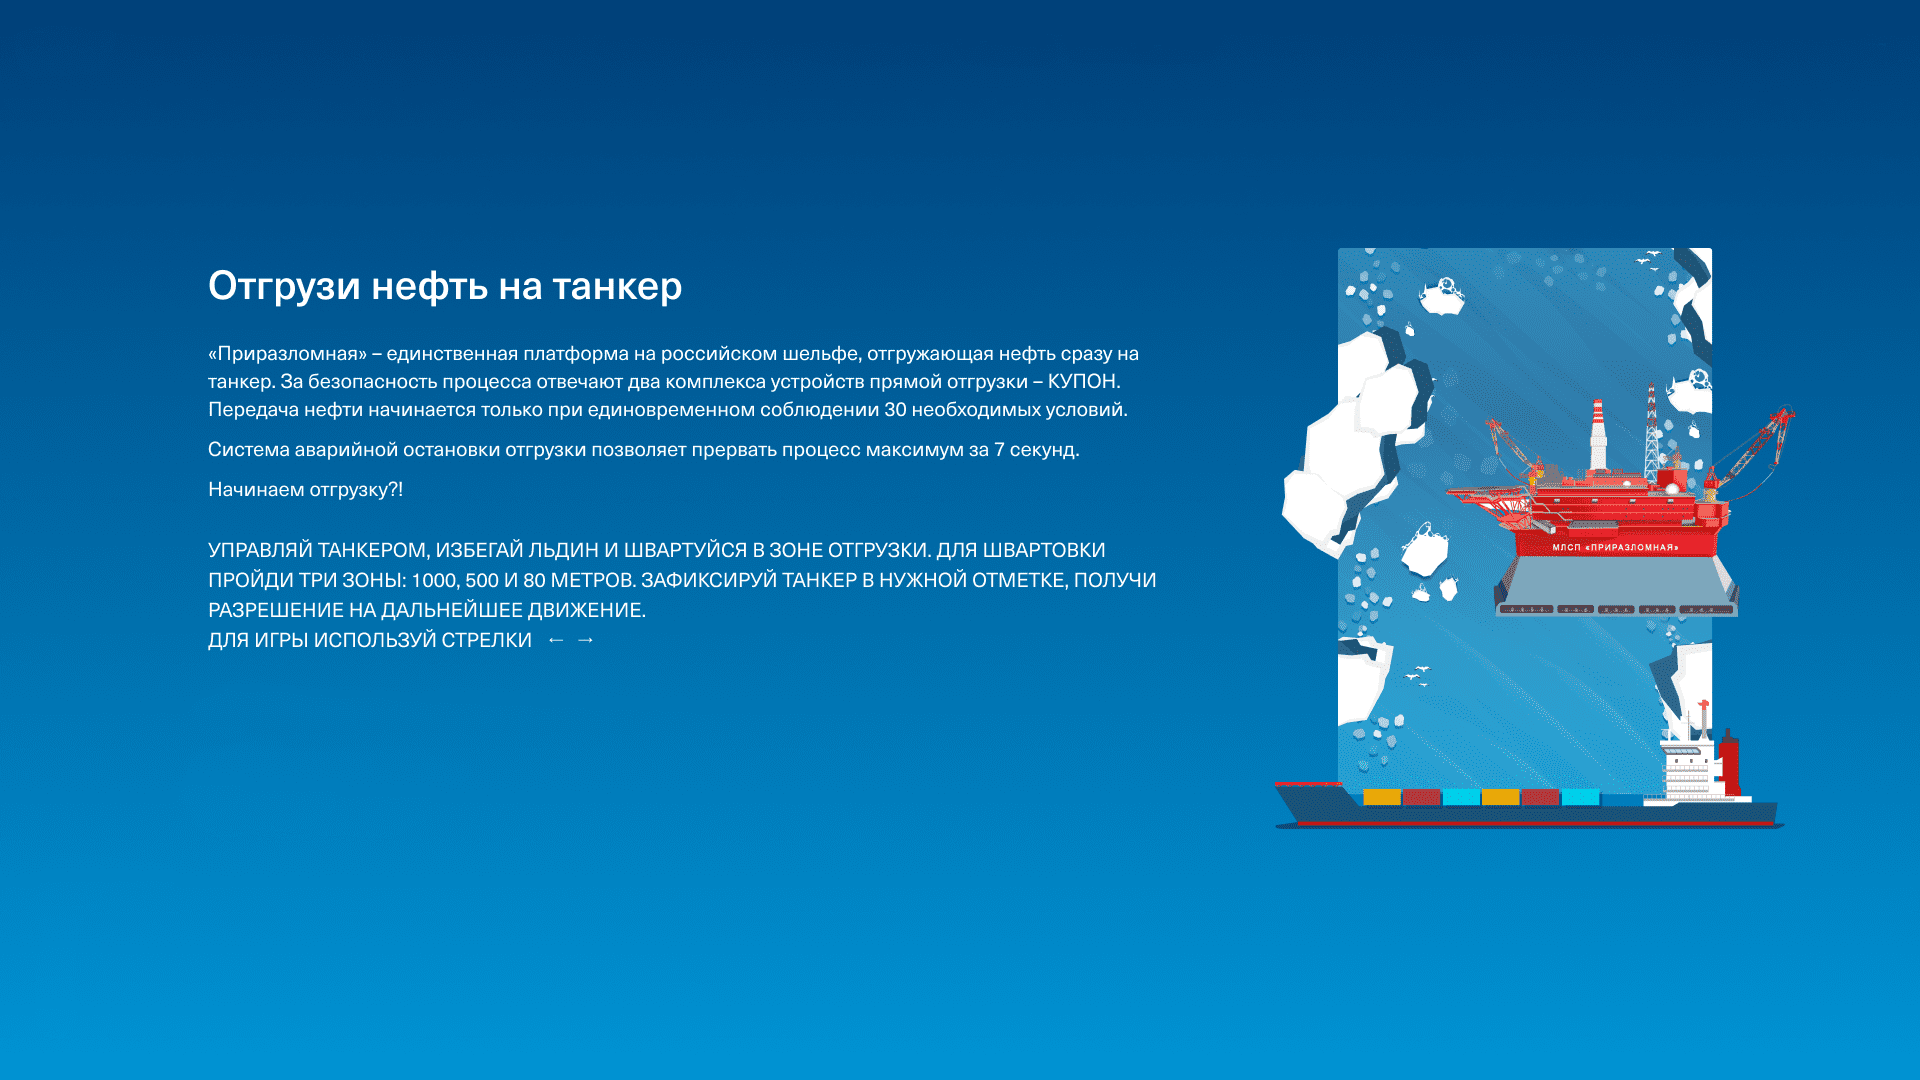 Отгрузи нефть на танкер
«Приразломная» – единственная платформа на российском шельфе, отгружающая нефть сразу на
танкер. За безопасность процесса отвечают два комплекса устройств прямой отгрузки – КУПОН.
Передача нефти начинается только при единовременном соблюдении 30 необходимых условий.
Система аварийной остановки отгрузки позволяет прервать процесс максимум за 7 секунд.
Начинаем отгрузку?!
УПРАВЛЯЙ ТАНКЕРОМ, ИЗБЕГАЙ ЛЬДИН И ШВАРТУЙСЯ В ЗОНЕ ОТГРУЗКИ. ДЛЯ ШВАРТОВКИ
ПРОЙДИ ТРИ ЗОНЫ: 1000, 500 И 80 МЕТРОВ. ЗАФИКСИРУЙ ТАНКЕР В НУЖНОЙ ОТМЕТКЕ, ПОЛУЧИ
РАЗРЕШЕНИЕ НА ДАЛЬНЕЙШЕЕ ДВИЖЕНИЕ.
ДЛЯ ИГРЫ ИСПОЛЬЗУЙ СТРЕЛКИ ← →
МЛСП «ПРИРАЗЛОМНАЯ»